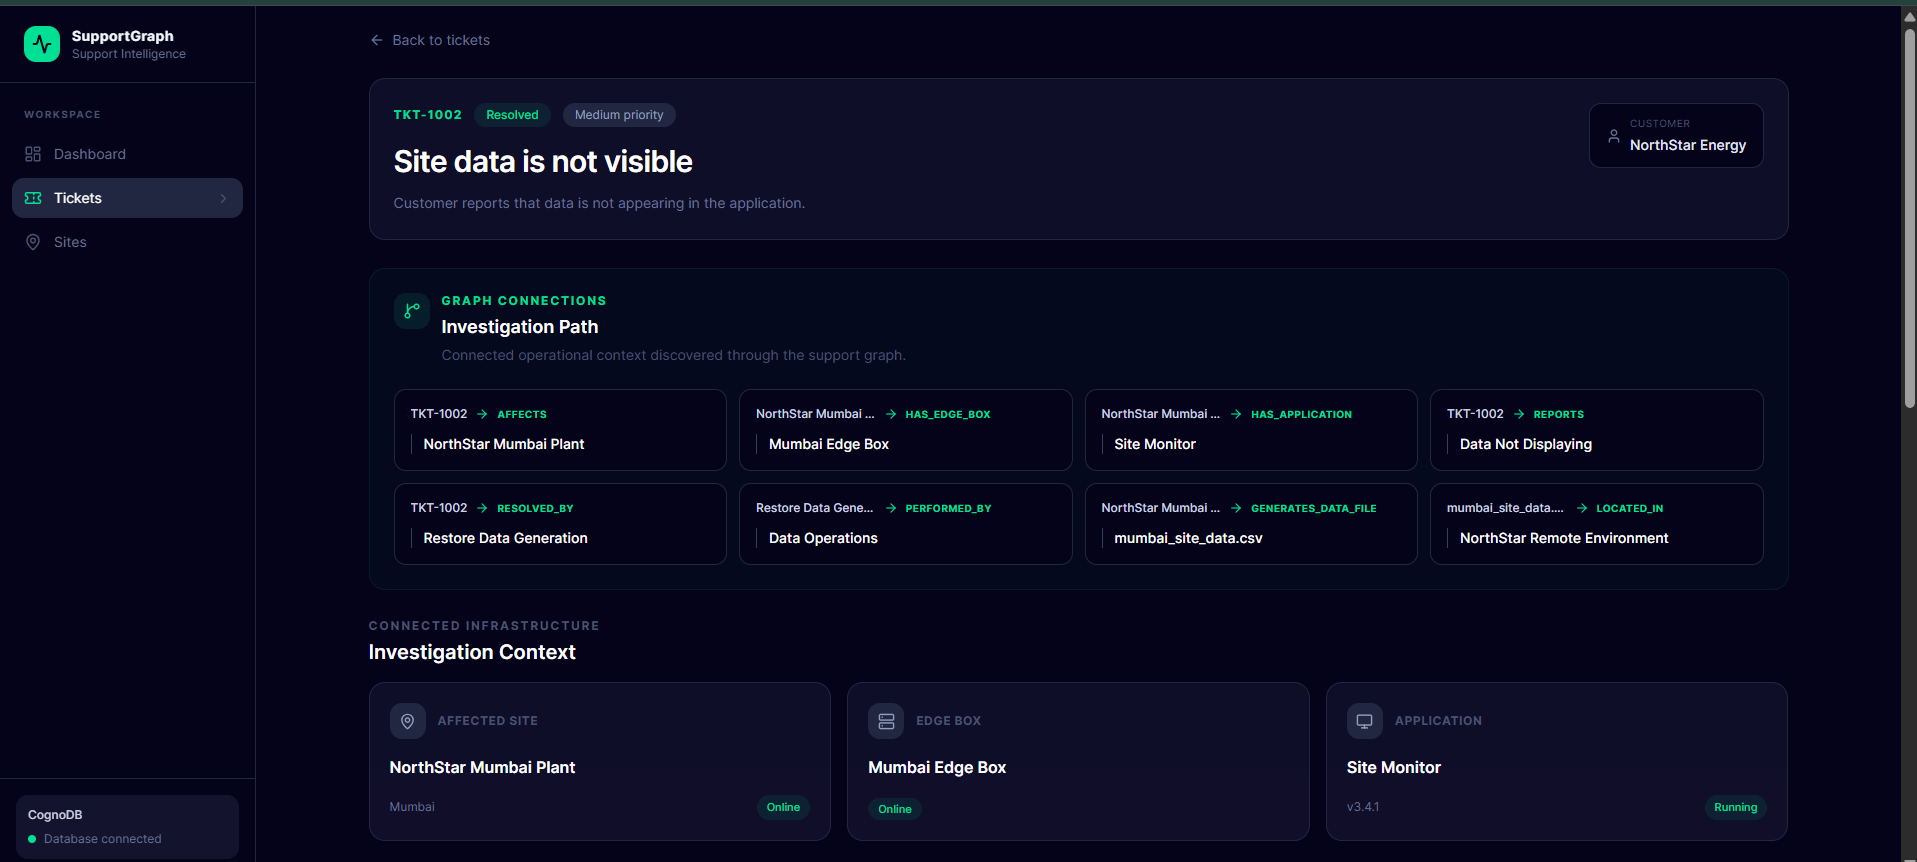 SupportGraph
Support Intelligence
WORKSPACE
Dashboard
Tickets
Sites
CognoDB
Database connected
Back to tickets
TKT-1002 Resolved Medium priority
Site data is not visible
Customer reports that data is not appearing in the application.
CUSTOMER
NorthStar Energy
GRAPH CONNECTIONS
Investigation Path
Connected operational context discovered through the support graph.
TKT-1002 → AFFECTS
NorthStar Mumbai Plant
NorthStar Mumbai ... → HAS_EDGE_BOX
Mumbai Edge Box
NorthStar Mumbai ... → HAS_APPLICATION
Site Monitor
TKT-1002 → REPORTS
Data Not Displaying
TKT-1002 → RESOLVED_BY
Restore Data Generation
Restore Data Gene... → PERFORMED_BY
Data Operations
NorthStar Mumbai ... → GENERATES_DATA_FILE
mumbai_site_data.csv
mumbai_site_data.... → LOCATED_IN
NorthStar Remote Environment
CONNECTED INFRASTRUCTURE
Investigation Context
AFFECTED SITE
NorthStar Mumbai Plant
Mumbai Online
EDGE BOX
Mumbai Edge Box
Online
APPLICATION
Site Monitor
v3.4.1 Running